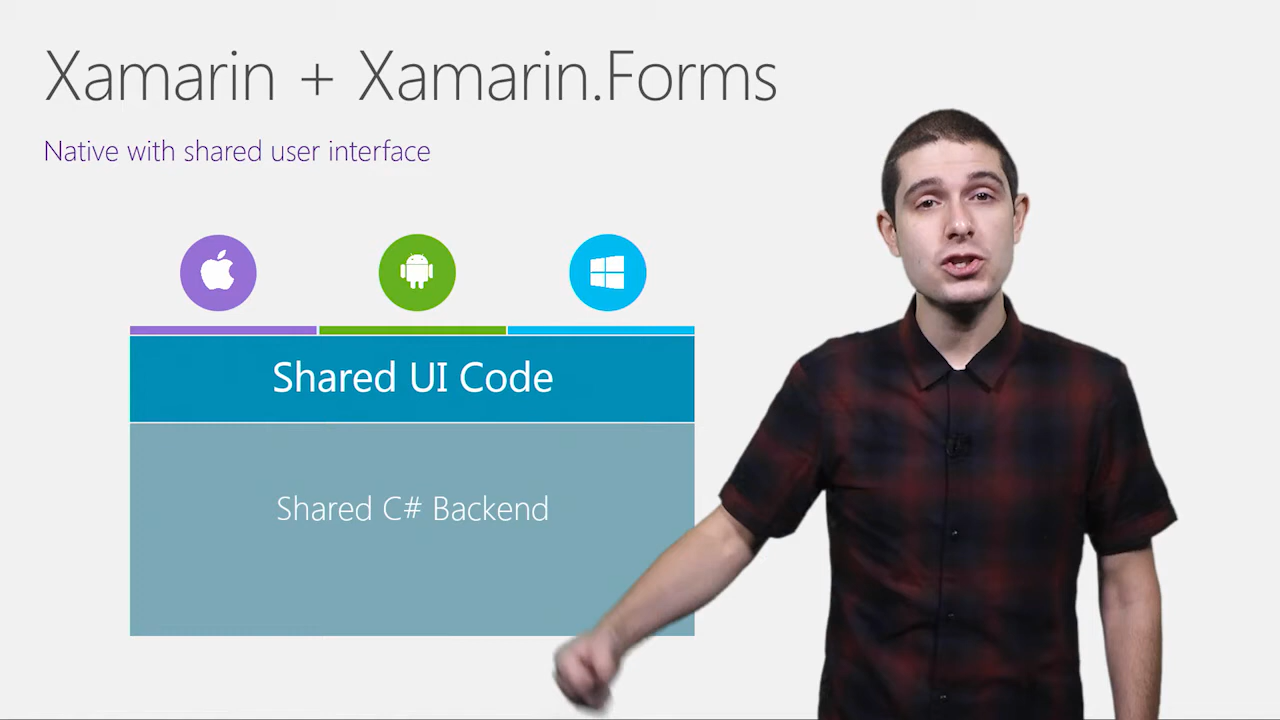 Xamarin + Xamarin.Forms
Native with shared user interface
Shared UI Code
Shared C# Backend